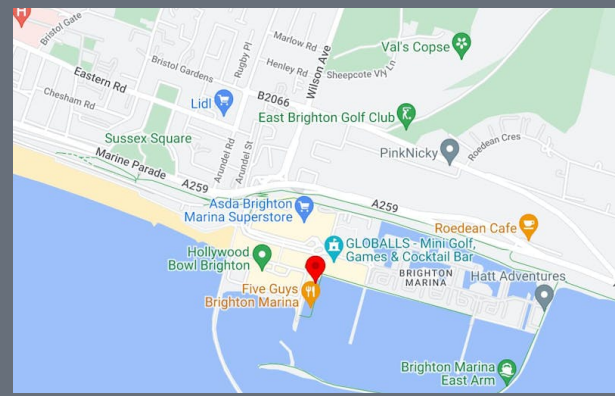 H
Bristol Gate
Marlow Rd
Val's Copse
Rugby Pl
Henley Rd
Wilson Ave
Sheepcote Vly Ln
Bristol Gardens
Eastern Rd
B2066
Chesham Rd
Lidl
East Brighton Golf Club
Sussex Square
Arundel Rd
Arundel St
PinkNicky
Roedean Cres
Marine Parade
A259
Asda Brighton
Marina Superstore
A259
Roedean Cafe
GLOBALLS - Mini Golf,
Games & Cocktail Bar
Hollywood
Bowl Brighton
BRIGHTON
MARINA
Hatt Adventures
Five Guys
Brighton Marina
Brighton Marina
East Arm